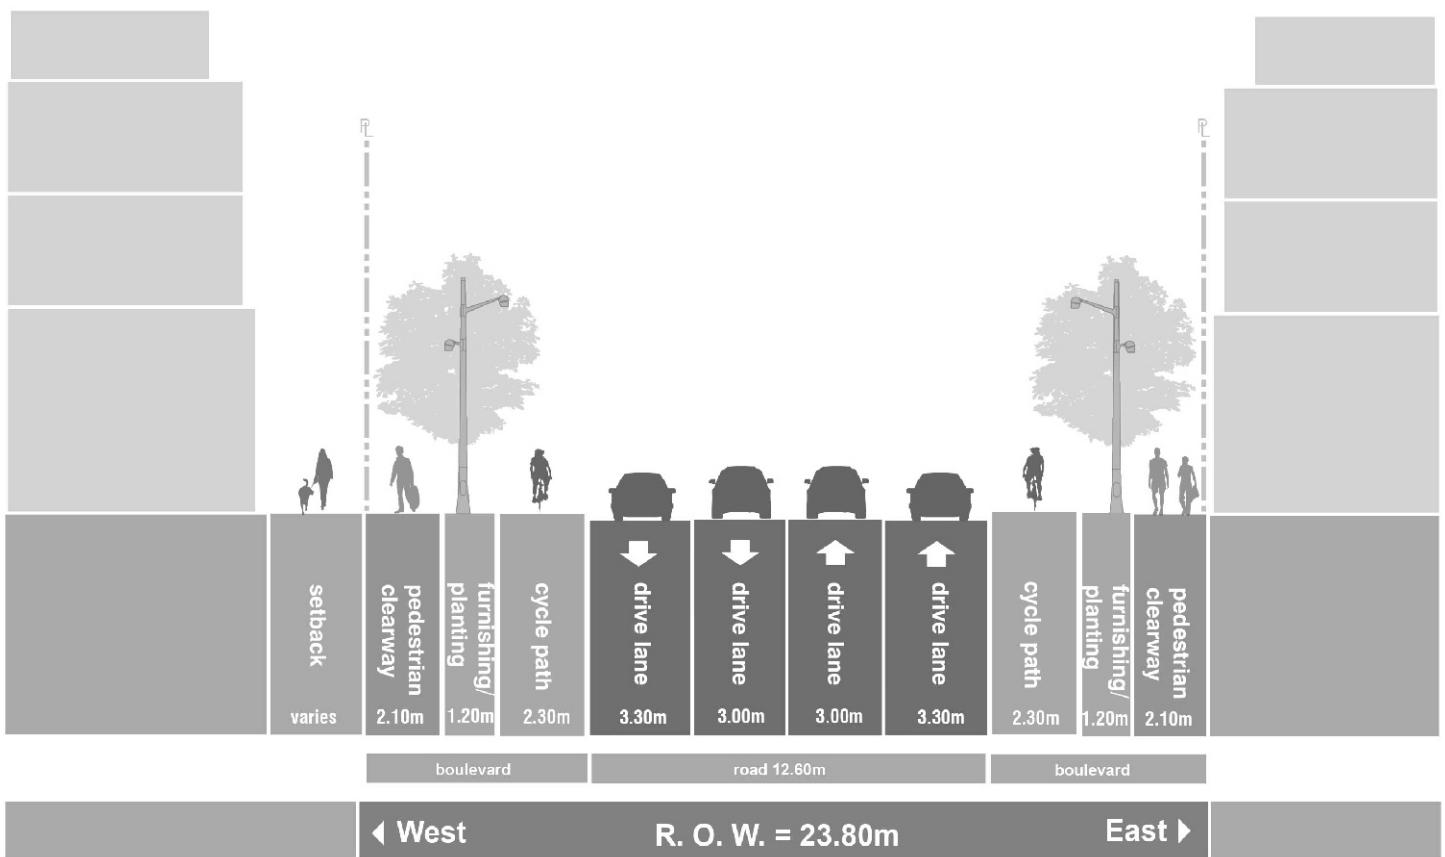 PL
PL
setback
varies
pedestrian
clearway
2.10m
furnishing/
planting
1.20m
cycle path
2.30m
drive lane
3.30m
drive lane
3.00m
drive lane
3.00m
drive lane
3.30m
cycle path
2.30m
furnishing/
planting
1.20m
pedestrian
clearway
2.10m
boulevard
road 12.60m
boulevard
West
R. O. W. = 23.80m
East